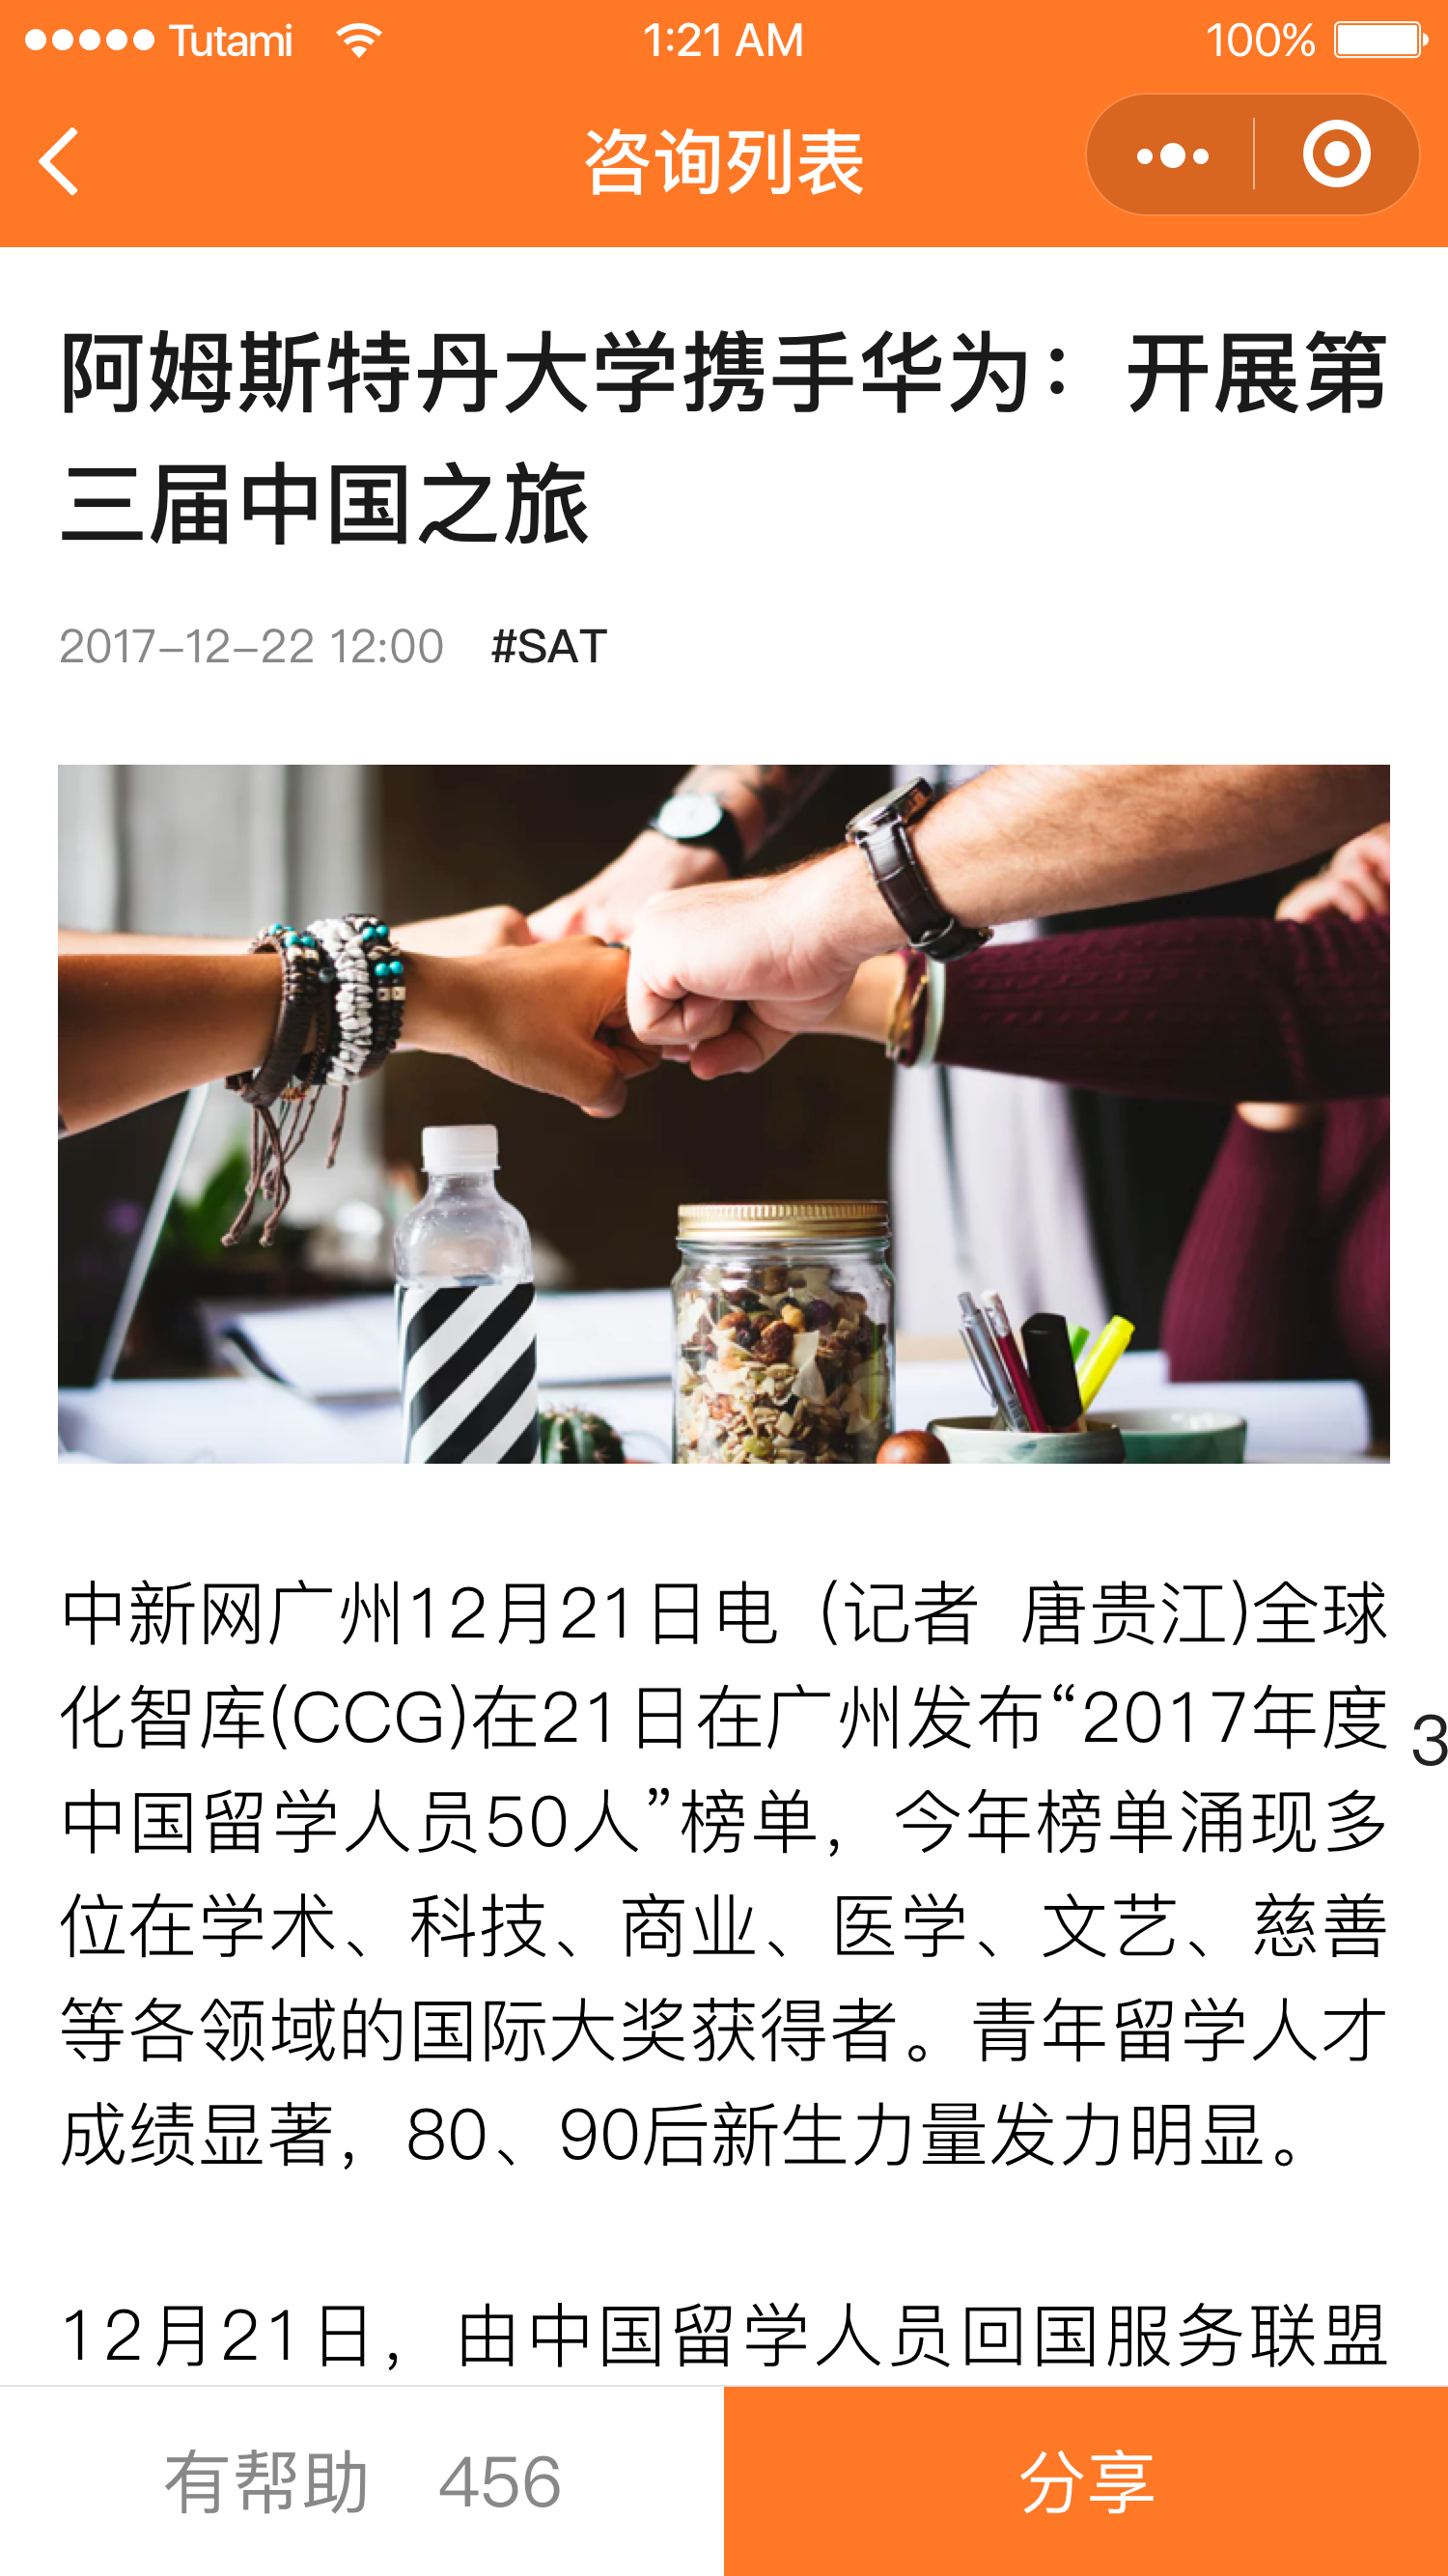 Tutami 1:21 AM 100%
咨询列表
阿姆斯特丹大学携手华为：开展第
三届中国之旅
2017-12-22 12:00 #SAT
中新网广州12月21日电 (记者 唐贵江)全球
化智库(CCG)在21日在广州发布“2017年度
3
中国留学人员50人”榜单，今年榜单涌现多
位在学术、科技、商业、医学、文艺、慈善
等各领域的国际大奖获得者。青年留学人才
成绩显著，80、90后新生力量发力明显。
12月21日，由中国留学人员回国服务联盟
有帮助 456
分享